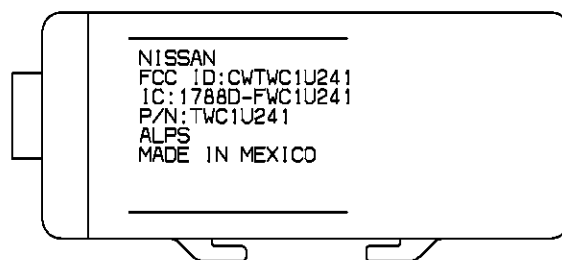 NISSAN
FCC ID:CWTWC1U241
IC:1788D-FWC1U241
P/N:TWC1U241
ALPS
MADE IN MEXICO